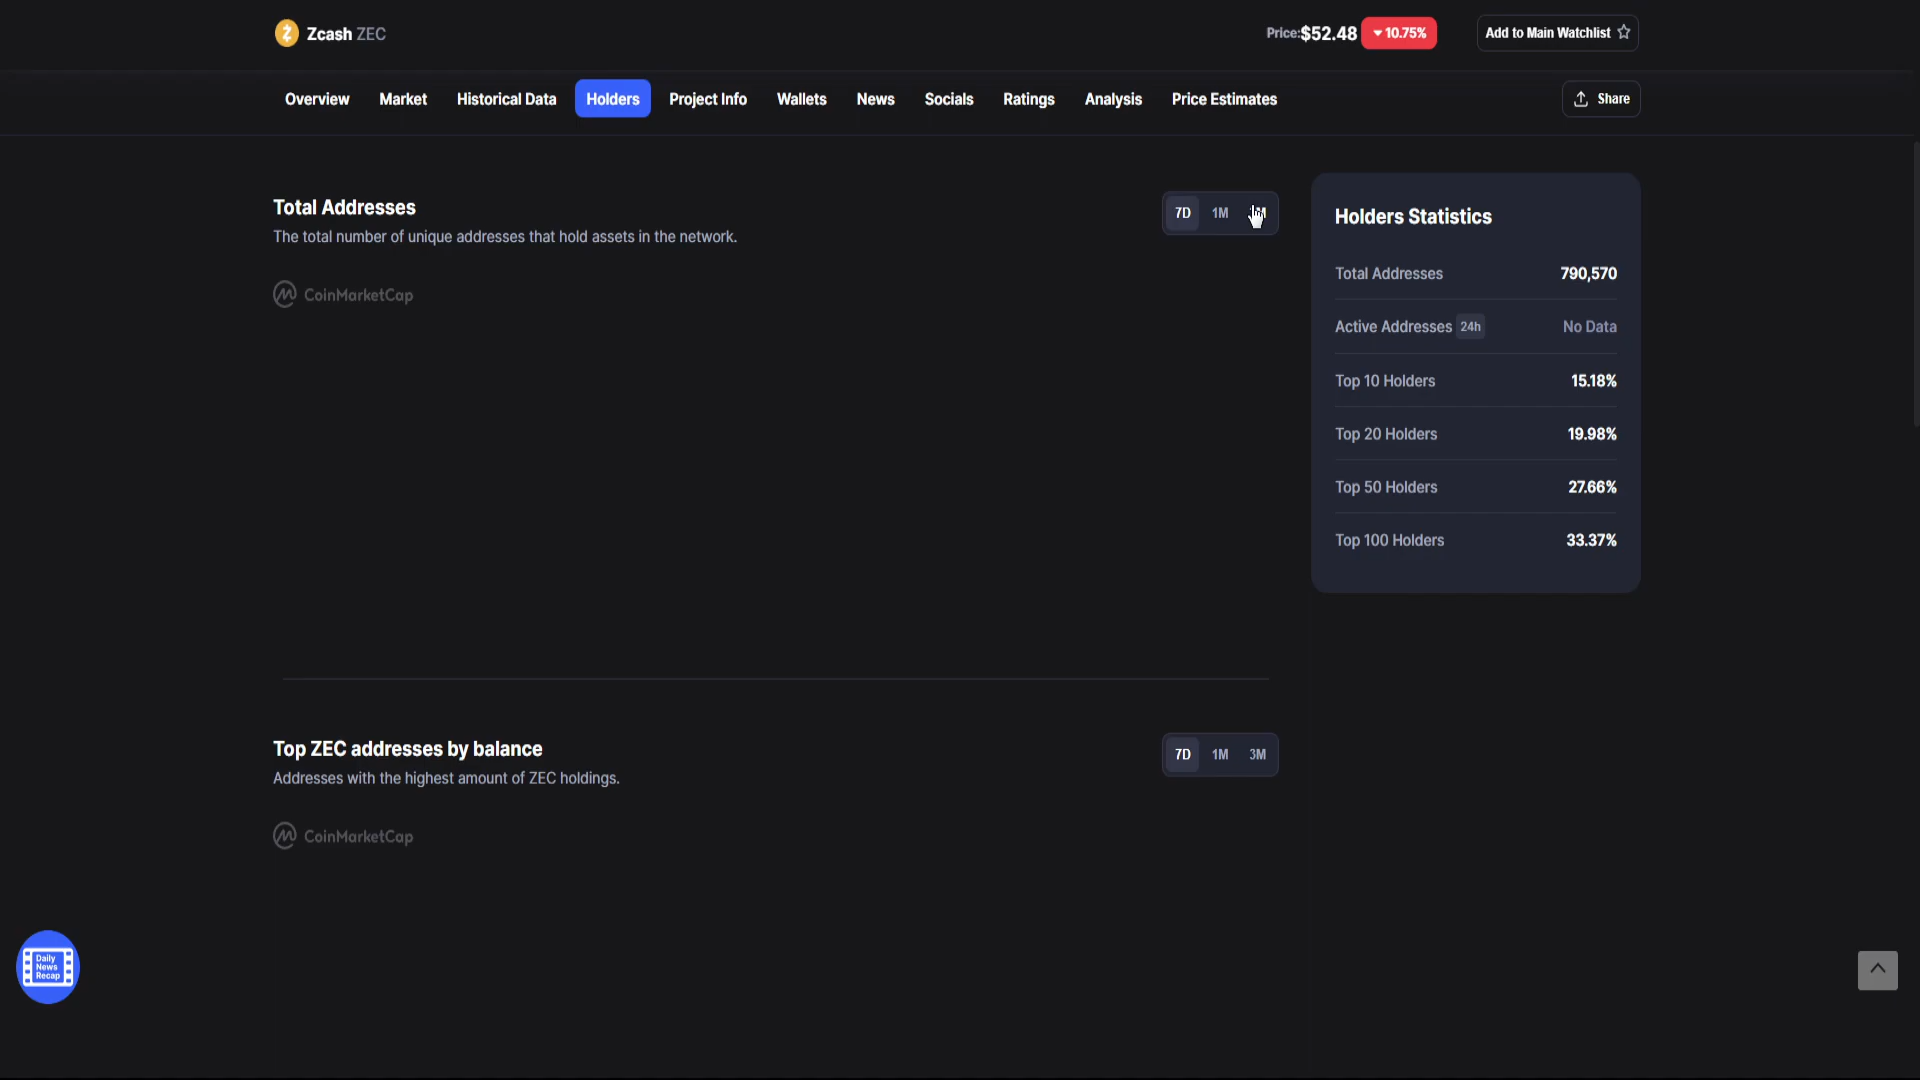 Zcash ZEC
Price:$52.48 10.75%
Add to Main Watchlist
Overview Market Historical Data Holders Project Info Wallets News Socials Ratings Analysis Price Estimates
Share
Total Addresses
The total number of unique addresses that hold assets in the network.
7D 1M
CoinMarketCap
Holders Statistics
Total Addresses 790,570
Active Addresses 24h No Data
Top 10 Holders 15.18%
Top 20 Holders 19.98%
Top 50 Holders 27.66%
Top 100 Holders 33.37%
Top ZEC addresses by balance
Addresses with the highest amount of ZEC holdings.
7D 1M 3M
CoinMarketCap
Daily
News
Recap